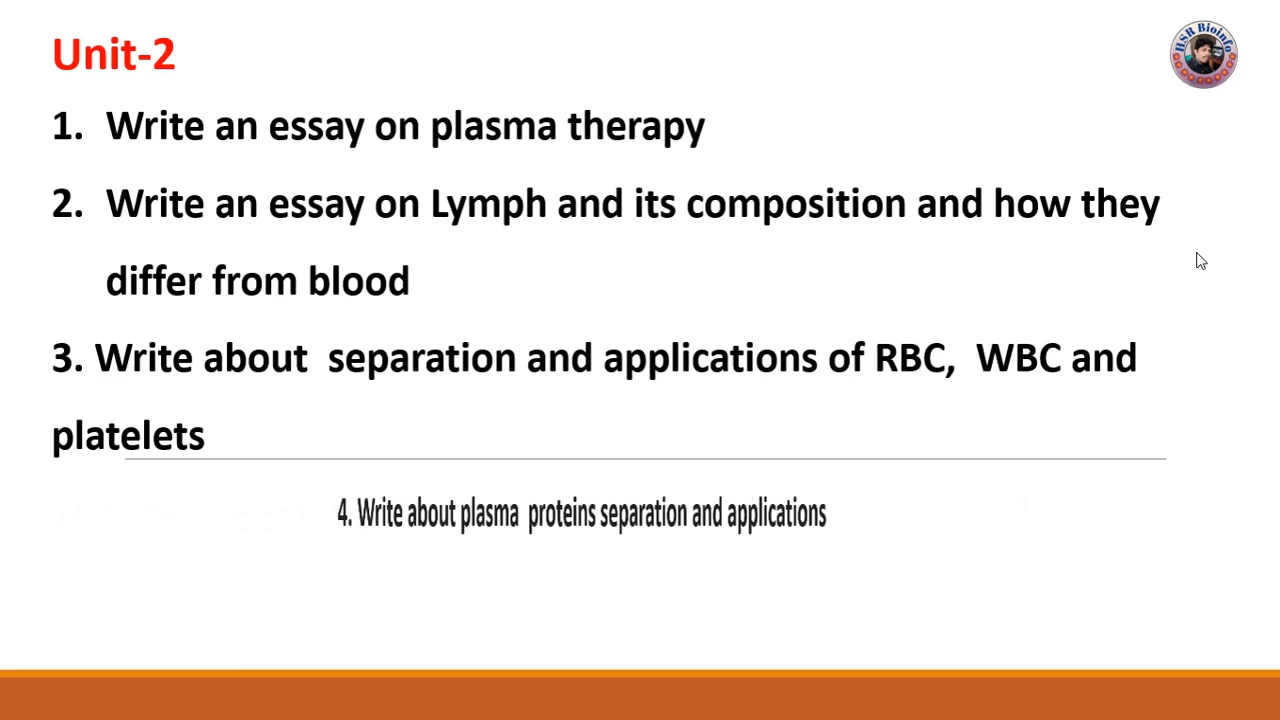 Unit-2
HSR Bioinfo
1. Write an essay on plasma therapy
2. Write an essay on Lymph and its composition and how they
differ from blood
3. Write about separation and applications of RBC, WBC and
platelets
4. Write about plasma proteins separation and applications